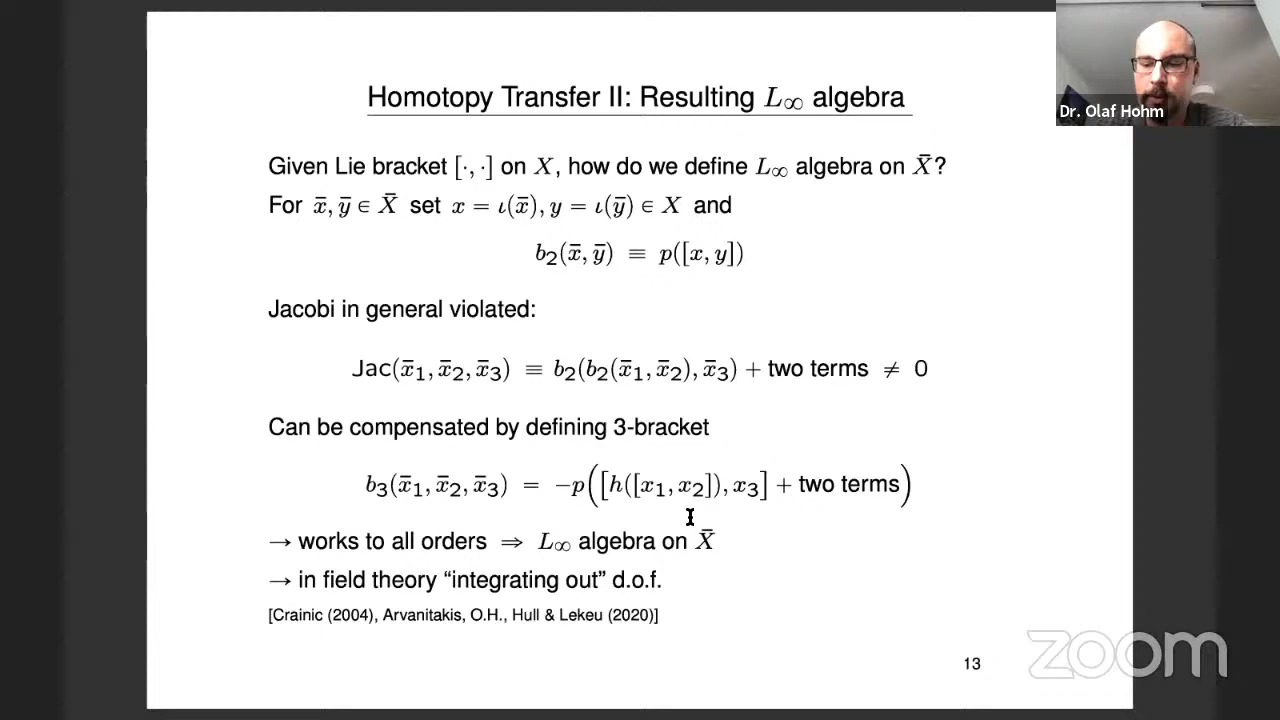 Homotopy Transfer II: Resulting L∞ algebra
Dr. Olaf Hohm
Given Lie bracket [·, ·] on X, how do we define L∞ algebra on X̄?
For x̄, ȳ ∈ X̄ set x = ι(x̄), y = ι(ȳ) ∈ X and
b₂(x̄, ȳ) ≡ p([x, y])
Jacobi in general violated:
Jac(x̄₁, x̄₂, x̄₃) ≡ b₂(b₂(x̄₁, x̄₂), x̄₃) + two terms ≠ 0
Can be compensated by defining 3-bracket
b₃(x̄₁, x̄₂, x̄₃) = −p([h([x₁, x₂]), x₃] + two terms)
→ works to all orders ⇒ L∞ algebra on X̄
→ in field theory “integrating out” d.o.f.
[Crainic (2004), Arvanitakis, O.H., Hull & Lekeu (2020)]
13
zoom